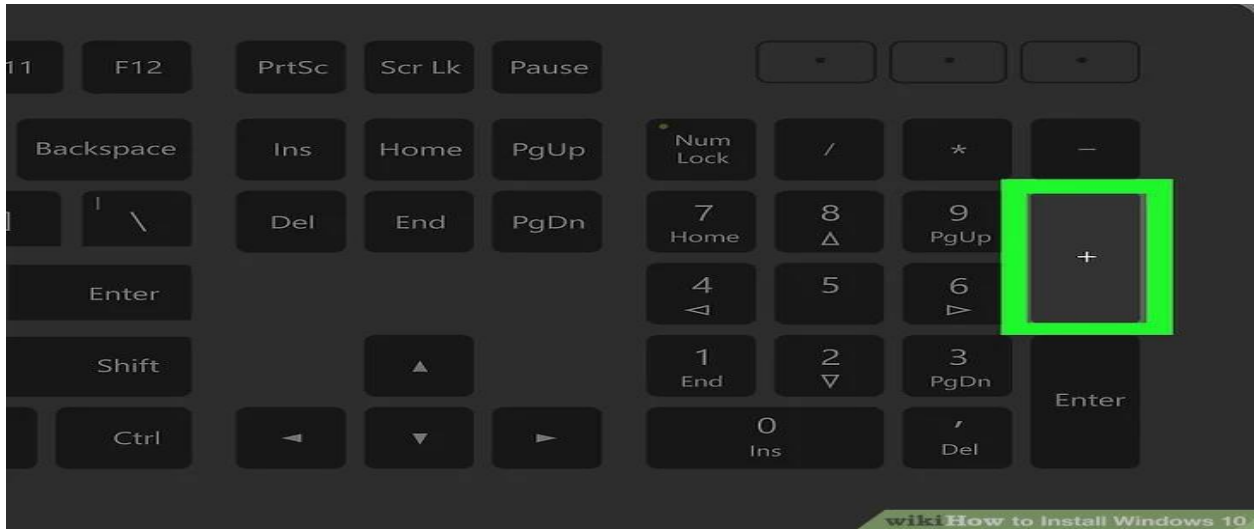 11 F12 PrtSc Scr Lk Pause
Backspace Ins Home PgUp Num Lock / * −
] | \ Del End PgDn 7 Home 8 9 PgUp +
Enter 4 5 6
Shift 1 End 2 3 PgDn Enter
Ctrl 0 Ins ′ Del
wikiHow to Install Windows 10